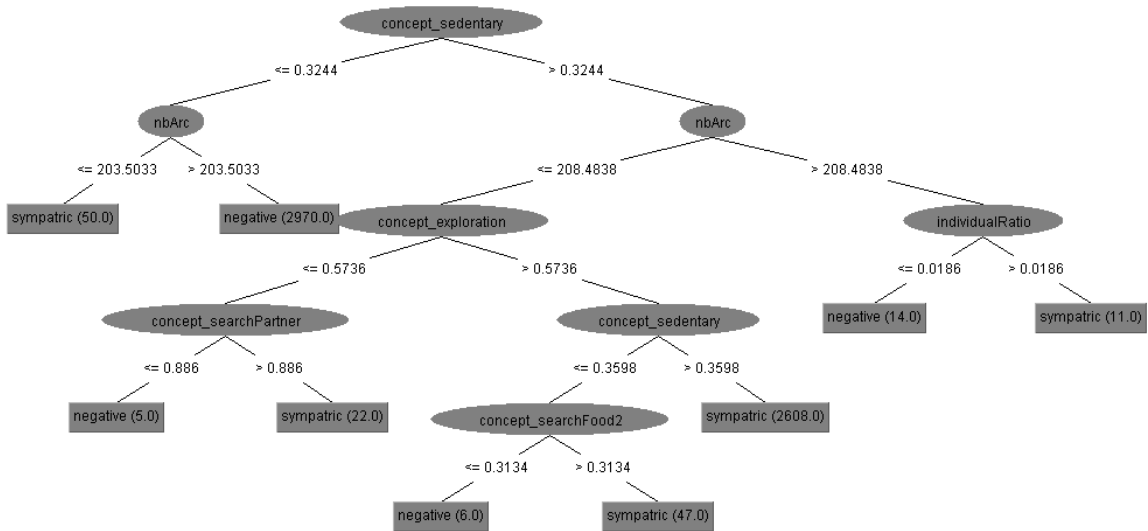 concept_sedentary
<= 0.3244 > 0.3244
nbArc nbArc
<= 203.5033 > 203.5033 <= 208.4838 > 208.4838
sympatric (50.0) negative (2970.0) concept_exploration individualRatio
<= 0.5736 > 0.5736 <= 0.0186 > 0.0186
concept_searchPartner concept_sedentary negative (14.0) sympatric (11.0)
<= 0.886 > 0.886 <= 0.3598 > 0.3598
negative (5.0) sympatric (22.0) concept_searchFood2 sympatric (2608.0)
<= 0.3134 > 0.3134
negative (6.0) sympatric (47.0)